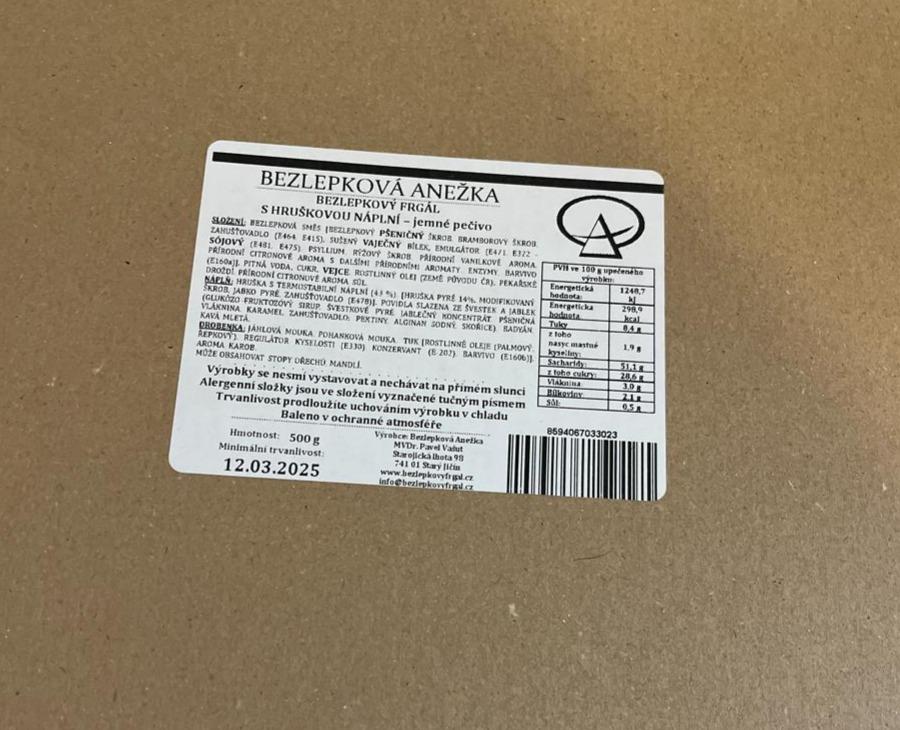 BEZLEPKOVÁ ANEŽKA
BEZLEPKOVÝ FRGÁL
S HRUŠKOVOU NÁPLNÍ – jemné pečivo
SLOŽENÍ: BEZLEPKOVÁ SMĚS [BEZLEPKOVÝ PŠENIČNÝ ŠKROB, BRAMBOROVÝ ŠKROB,
ZAHUŠŤOVADLO (E464, E415), SUŠENÝ VAJEČNÝ BÍLEK, EMULGÁTOR (E471, E322 -
SÓJOVÝ (E481, E475), PSYLLIUM, RÝŽOVÝ ŠKROB, PŘÍRODNÍ VANILKOVÉ AROMA,
PŘÍRODNÍ CITRONOVÉ AROMA S DALŠÍMI PŘÍRODNÍMI AROMATY, ENZYMY, BARVIVO
(E160a)], PITNÁ VODA, CUKR, VEJCE, ROSTLINNÝ OLEJ (ZEMĚ PŮVODU ČR), PEKAŘSKÉ
DROŽDÍ, PŘÍRODNÍ CITRONOVÉ AROMA, SŮL.
NÁPLŇ: HRUŠKA S TERMOSTABILNÍ NÁPLNÍ (43 %), [HRUŠKA PYRÉ 14%, MODIFIKOVANÝ
ŠKROB, JABKO PYRÉ, ZAHUŠŤOVADLO (E478)], POVIDLA SLAZENÁ ZE ŠVESTEK A JABLEK
(GLUKÓZO FRUKTOZOVÝ SIRUP, ŠVESTKOVÉ PYRÉ, JABLEČNÝ KONCENTRÁT, PŠENIČNÁ
VLÁKNINA, KARAMEL, ZAHUŠŤOVADLO: PEKTINY, ALGINAN SODNÝ, SKOŘICE), BADYÁN,
KÁVA MLETÁ.
DROBENKA: JÁHLOVÁ MOUKA, POHANKOVÁ MOUKA, TUK [ROSTLINNÉ OLEJE (PALMOVÝ,
ŘEPKOVÝ), REGULÁTOR KYSELOSTI (E330), KONZERVANT (E 202), BARVIVO (E160b)],
AROMA KAROB.
MŮŽE OBSAHOVAT STOPY OŘECHŮ, MANDLÍ.
Výrobky se nesmí vystavovat a nechávat na přímém slunci
Alergenní složky jsou ve složení vyznačené tučným písmem
Trvanlivost prodloužíte uchováním výrobku v chladu
Baleno v ochranné atmosféře
Hmotnost: 500 g
Minimální trvanlivost:
12.03.2025
Výrobce: Bezlepková Anežka
MVDr. Pavel Vašut
Starojická lhota 98
741 01 Starý Jičín
www.bezlepkovyfrgal.cz
info@bezlepkovyfrgal.cz
A
PVH ve 100 g upečeného
výrobku:
Energetická hodnota: 1248,7 kJ
Energetická hodnota 298,9 kcal
Tuky 8,4 g
z toho nasyc mastné kyseliny: 1,9 g
Sacharidy: 51,1 g
z toho cukry: 28,6 g
Vláknina: 3,0 g
Bílkoviny 2,1 g
Sůl: 0,5 g
8594067033023